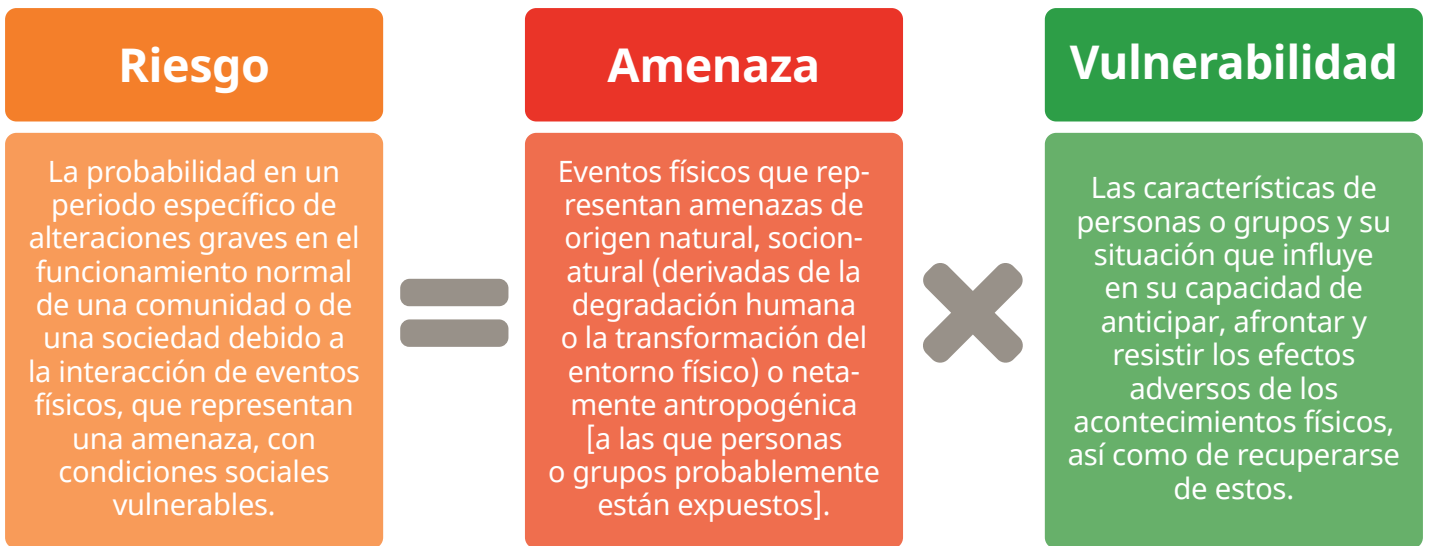 Riesgo
La probabilidad en un
periodo específico de
alteraciones graves en el
funcionamiento normal
de una comunidad o de
una sociedad debido a
la interacción de eventos
físicos, que representan
una amenaza, con
condiciones sociales
vulnerables.
Amenaza
Eventos físicos que rep-
resentan amenazas de
origen natural, socion-
atural (derivadas de la
degradación humana
o la transformación del
entorno físico) o neta-
mente antropogénica
[a las que personas
o grupos probablemente
están expuestos].
Vulnerabilidad
Las características de
personas o grupos y su
situación que influye
en su capacidad de
anticipar, afrontar y
resistir los efectos
adversos de los
acontecimientos físicos,
así como de recuperarse
de estos.